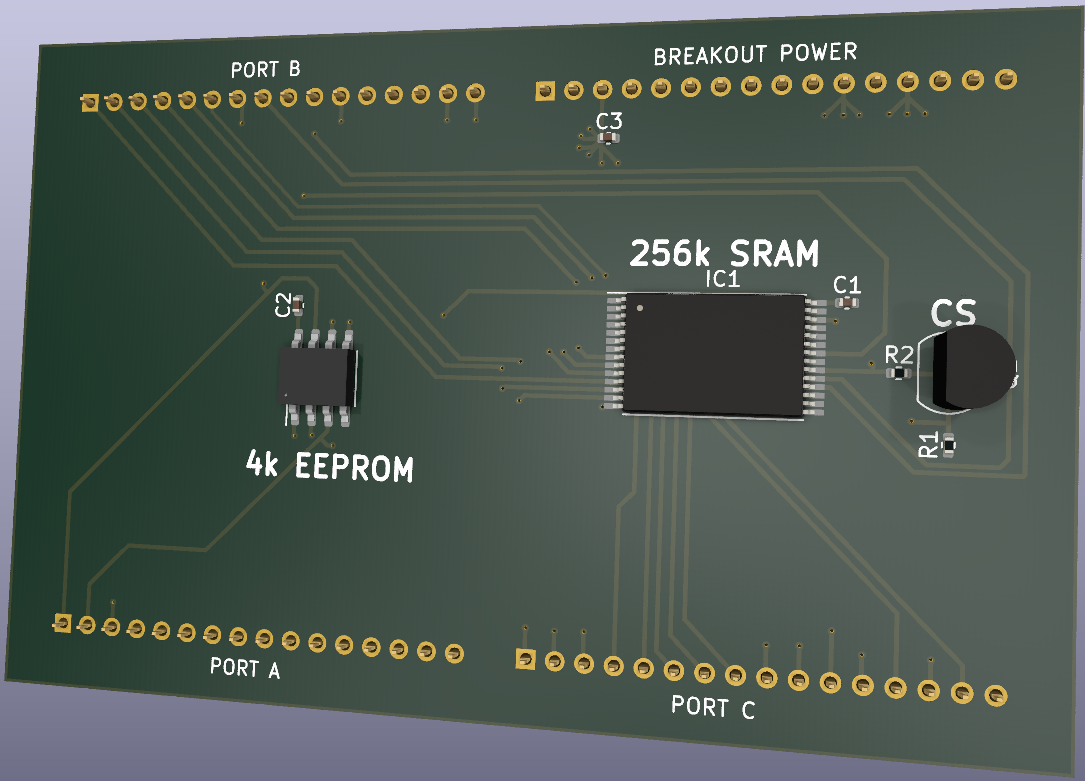 PORT B
BREAKOUT POWER
C3
256k SRAM
IC1
C1
C2
CS
R2
R1
4k EEPROM
PORT A
PORT C